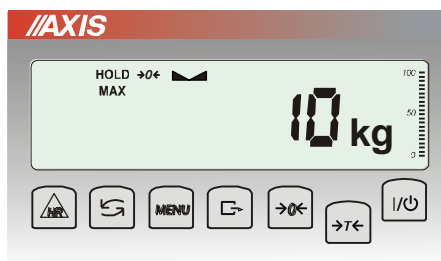 //AXIS
HOLD →0←
MAX
100
50
0
10 kg
HR
MENU
→0←
→T←
I/⏻